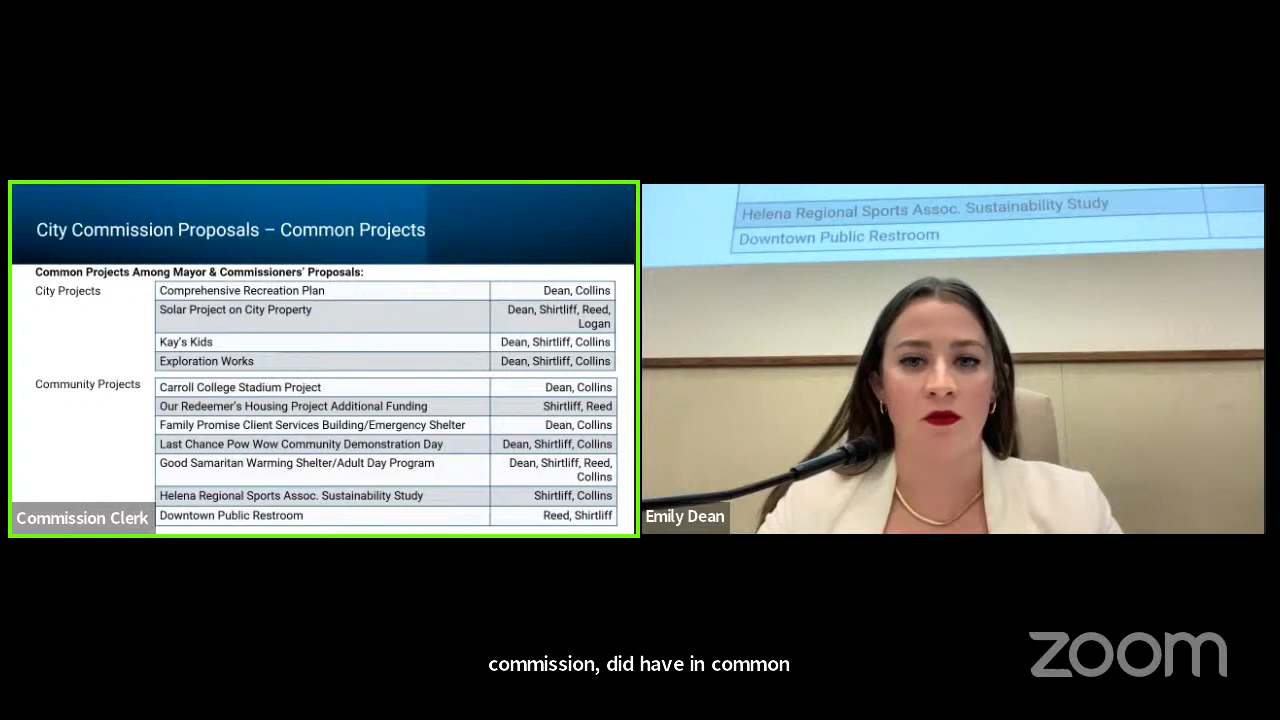 City Commission Proposals – Common Projects
Common Projects Among Mayor & Commissioners' Proposals:
City Projects
Comprehensive Recreation Plan Dean, Collins
Solar Project on City Property Dean, Shirtliff, Reed,
Logan
Kay's Kids Dean, Shirtliff, Collins
Exploration Works Dean, Shirtliff, Collins
Community Projects
Carroll College Stadium Project Dean, Collins
Our Redeemer's Housing Project Additional Funding Shirtliff, Reed
Family Promise Client Services Building/Emergency Shelter Dean, Collins
Last Chance Pow Wow Community Demonstration Day Dean, Shirtliff, Collins
Good Samaritan Warming Shelter/Adult Day Program Dean, Shirtliff, Reed,
Collins
Helena Regional Sports Assoc. Sustainability Study Shirtliff, Collins
Downtown Public Restroom Reed, Shirtliff
Commission Clerk
Helena Regional Sports Assoc. Sustainability Study
Downtown Public Restroom
Emily Dean
commission, did have in common
zoom